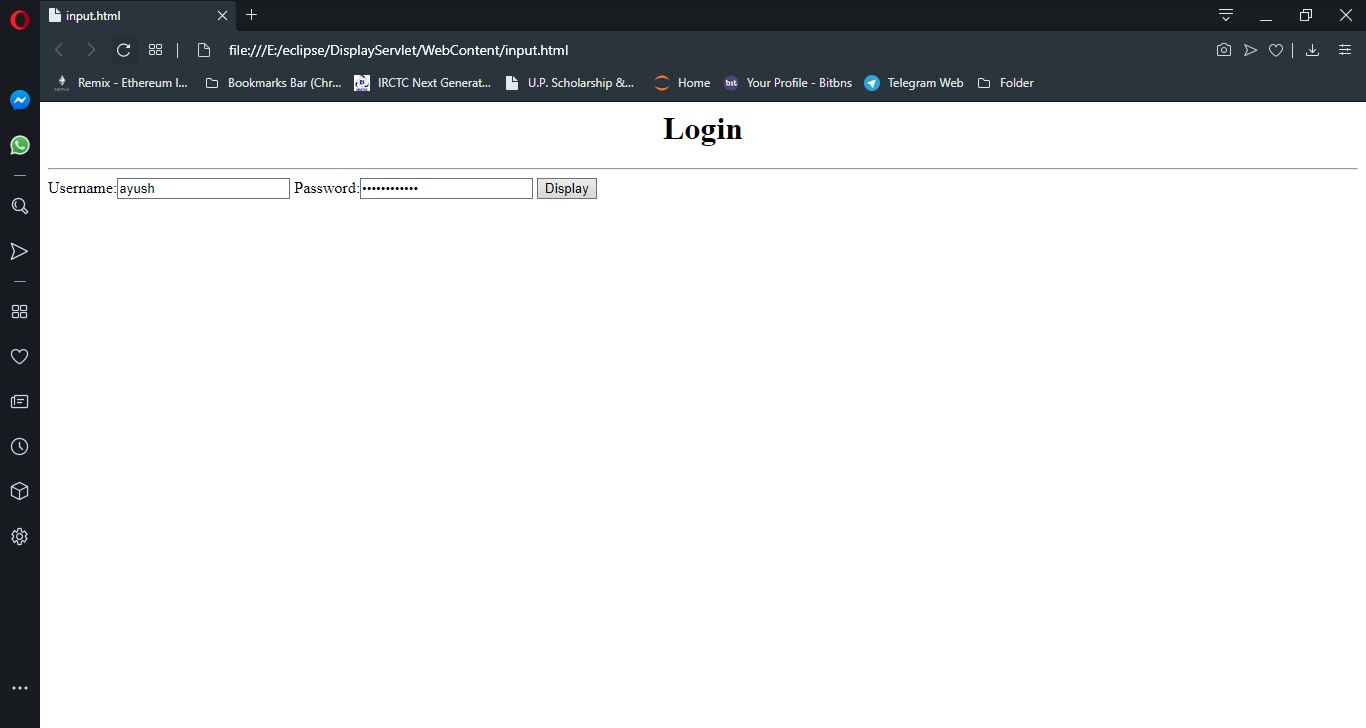 input.html
file:///E:/eclipse/DisplayServlet/WebContent/input.html
Remix - Ethereum I... Bookmarks Bar (Chr... IRCTC Next Generat... U.P. Scholarship &... Home bit Your Profile - Bitbns Telegram Web Folder
Login
Username: ayush Password: •••••••••••• Display